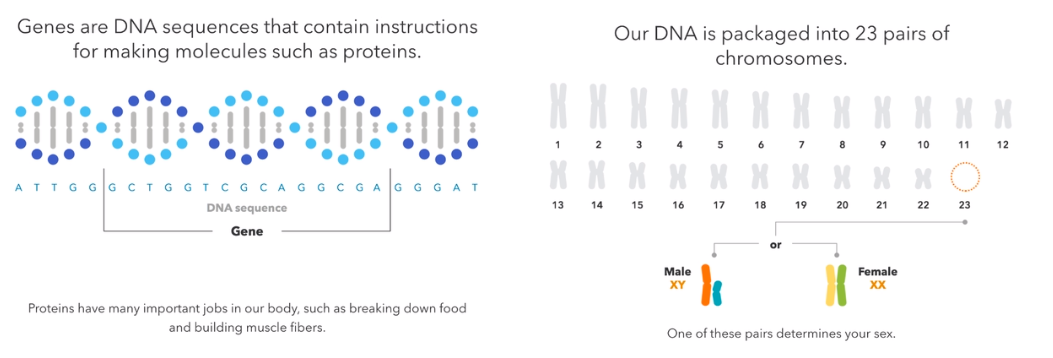 Genes are DNA sequences that contain instructions
for making molecules such as proteins.
A T T G G G C T G G T C G C A G G C G A G G G A T
DNA sequence
Gene
Proteins have many important jobs in our body, such as breaking down food
and building muscle fibers.
Our DNA is packaged into 23 pairs of
chromosomes.
1 2 3 4 5 6 7 8 9 10 11 12
13 14 15 16 17 18 19 20 21 22 23
or
Male
XY
Female
XX
One of these pairs determines your sex.